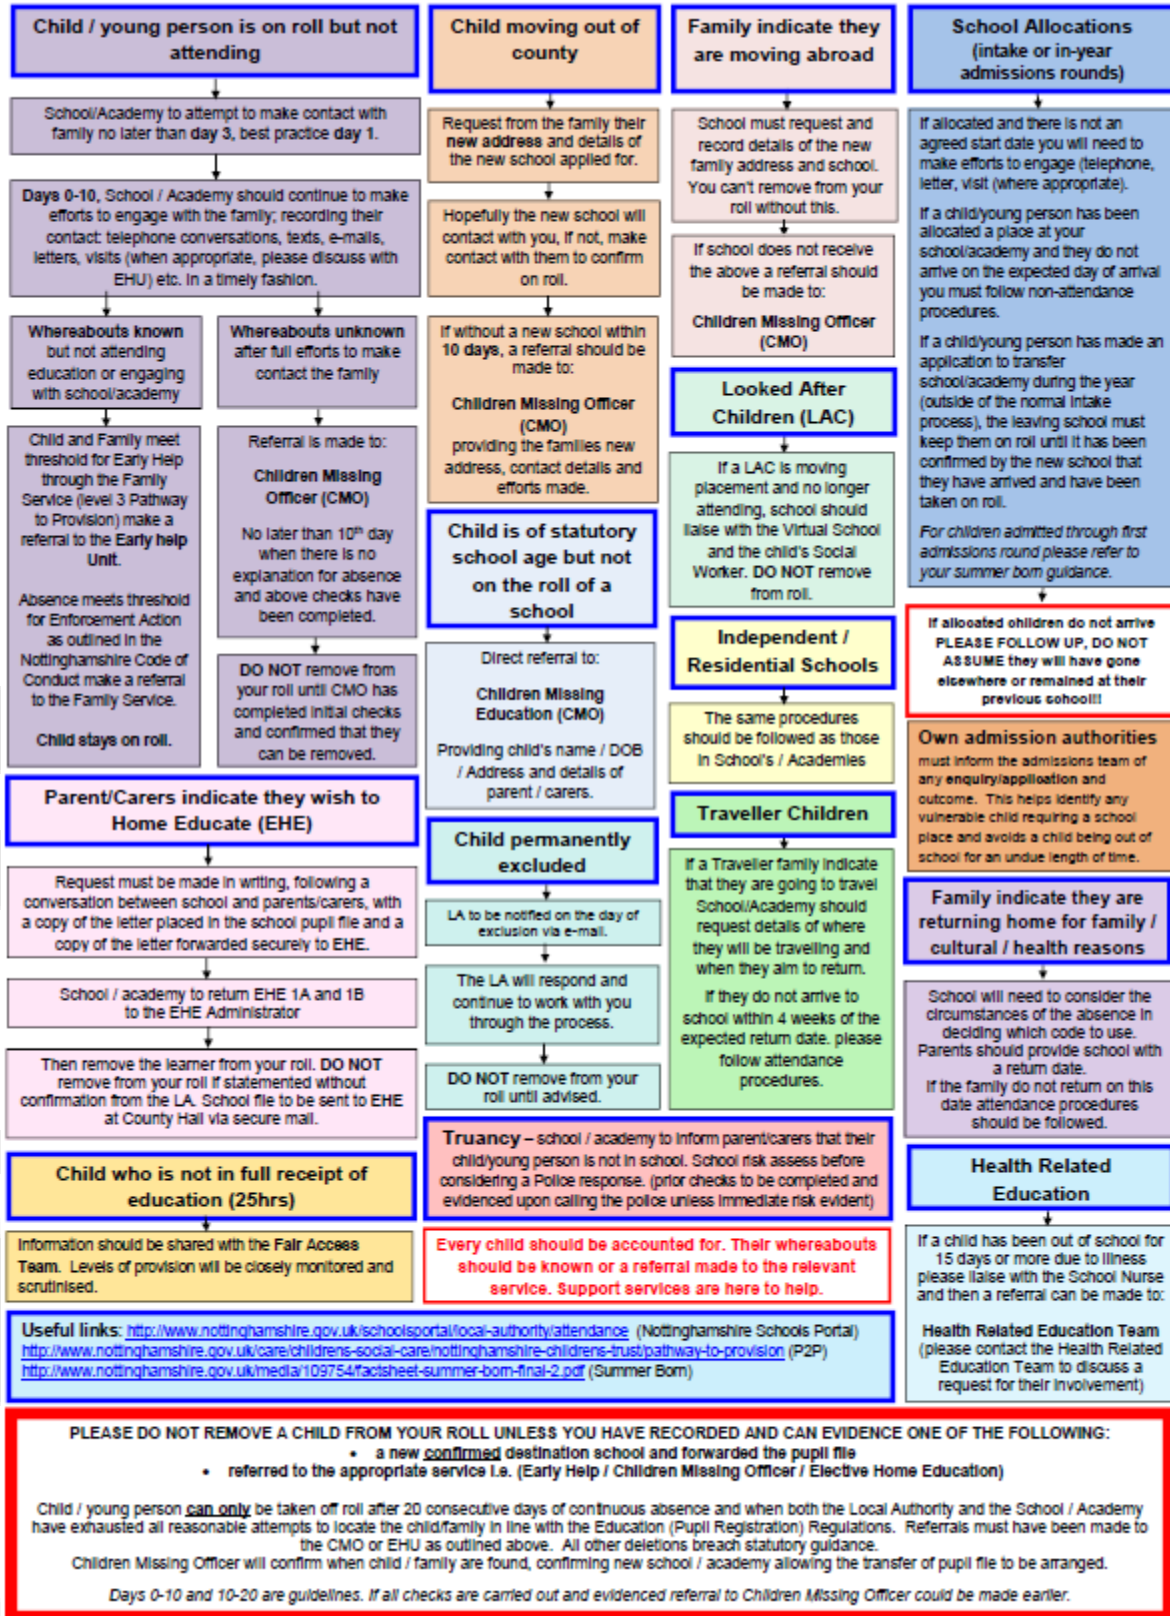 Child / young person is on roll but not
attending
School/Academy to attempt to make contact with
family no later than day 3, best practice day 1.
Days 0-10, School / Academy should continue to make
efforts to engage with the family; recording their
contact: telephone conversations, texts, e-mails,
letters, visits (when appropriate, please discuss with
EHU) etc. in a timely fashion.
Whereabouts known
but not attending
education or engaging
with school/academy
Child and Family meet
threshold for Early Help
through the Family
Service (level 3 Pathway
to Provision) make a
referral to the Early help
Unit.
Absence meets threshold
for Enforcement Action
as outlined in the
Nottinghamshire Code of
Conduct make a referral
to the Family Service.
Child stays on roll.
Whereabouts unknown
after full efforts to make
contact the family
Referral is made to:
Children Missing
Officer (CMO)
No later than 10th day
when there is no
explanation for absence
and above checks have
been completed.
DO NOT remove from
your roll until CMO has
completed initial checks
and confirmed that they
can be removed.
Parent/Carers indicate they wish to
Home Educate (EHE)
Request must be made in writing, following a
conversation between school and parents/carers, with
a copy of the letter placed in the school pupil file and a
copy of the letter forwarded securely to EHE.
School / academy to return EHE 1A and 1B
to the EHE Administrator
Then remove the learner from your roll. DO NOT
remove from your roll if statemented without
confirmation from the LA. School file to be sent to EHE
at County Hall via secure mail.
Child who is not in full receipt of
education (25hrs)
Information should be shared with the Fair Access
Team. Levels of provision will be closely monitored and
scrutinised.
Child moving out of
county
Request from the family their
new address and details of
the new school applied for.
Hopefully the new school will
contact with you, if not, make
contact with them to confirm
on roll.
If without a new school within
10 days, a referral should be
made to:
Children Missing Officer
(CMO)
providing the families new
address, contact details and
efforts made.
Child is of statutory
school age but not
on the roll of a
school
Direct referral to:
Children Missing
Education (CMO)
Providing child's name / DOB
/ Address and details of
parent / carers.
Child permanently
excluded
LA to be notified on the day of
exclusion via e-mail.
The LA will respond and
continue to work with you
through the process.
DO NOT remove from your
roll until advised.
Family indicate they
are moving abroad
School must request and
record details of the new
family address and school.
You can't remove from your
roll without this.
If school does not receive
the above a referral should
be made to:
Children Missing Officer
(CMO)
Looked After
Children (LAC)
If a LAC is moving
placement and no longer
attending, school should
liaise with the Virtual School
and the child's Social
Worker. DO NOT remove
from roll.
Independent /
Residential Schools
The same procedures
should be followed as those
in School's / Academies
Traveller Children
If a Traveller family indicate
that they are going to travel
School/Academy should
request details of where
they will be travelling and
when they aim to return.
If they do not arrive to
school within 4 weeks of the
expected return date. please
follow attendance
procedures.
Truancy – school / academy to inform parent/carers that their
child/young person is not in school. School risk assess before
considering a Police response. (prior checks to be completed and
evidenced upon calling the police unless immediate risk evident)
Every child should be accounted for. Their whereabouts
should be known or a referral made to the relevant
service. Support services are here to help.
School Allocations
(intake or in-year
admissions rounds)
If allocated and there is not an
agreed start date you will need to
make efforts to engage (telephone,
letter, visit (where appropriate).
If a child/young person has been
allocated a place at your
school/academy and they do not
arrive on the expected day of arrival
you must follow non-attendance
procedures.
If a child/young person has made an
application to transfer
school/academy during the year
(outside of the normal intake
process), the leaving school must
keep them on roll until it has been
confirmed by the new school that
they have arrived and have been
taken on roll.
For children admitted through first
admissions round please refer to
your summer born guidance.
If allocated children do not arrive
PLEASE FOLLOW UP, DO NOT
ASSUME they will have gone
elsewhere or remained at their
previous school!!
Own admission authorities
must inform the admissions team of
any enquiry/application and
outcome. This helps identify any
vulnerable child requiring a school
place and avoids a child being out of
school for an undue length of time.
Family indicate they are
returning home for family /
cultural / health reasons
School will need to consider the
circumstances of the absence in
deciding which code to use.
Parents should provide school with
a return date.
If the family do not return on this
date attendance procedures
should be followed.
Health Related
Education
If a child has been out of school for
15 days or more due to illness
please liaise with the School Nurse
and then a referral can be made to:
Health Related Education Team
(please contact the Health Related
Education Team to discuss a
request for their involvement)
Useful links: http://www.nottinghamshire.gov.uk/schoolsportal/local-authority/attendance (Nottinghamshire Schools Portal)
http://www.nottinghamshire.gov.uk/care/childrens-social-care/nottinghamshire-childrens-trust/pathway-to-provision (P2P)
http://www.nottinghamshire.gov.uk/media/109754/factsheet-summer-born-final-2.pdf (Summer Born)
PLEASE DO NOT REMOVE A CHILD FROM YOUR ROLL UNLESS YOU HAVE RECORDED AND CAN EVIDENCE ONE OF THE FOLLOWING:
• a new confirmed destination school and forwarded the pupil file
• referred to the appropriate service i.e. (Early Help / Children Missing Officer / Elective Home Education)
Child / young person can only be taken off roll after 20 consecutive days of continuous absence and when both the Local Authority and the School / Academy
have exhausted all reasonable attempts to locate the child/family in line with the Education (Pupil Registration) Regulations. Referrals must have been made to
the CMO or EHU as outlined above. All other deletions breach statutory guidance.
Children Missing Officer will confirm when child / family are found, confirming new school / academy allowing the transfer of pupil file to be arranged.
Days 0-10 and 10-20 are guidelines. If all checks are carried out and evidenced referral to Children Missing Officer could be made earlier.